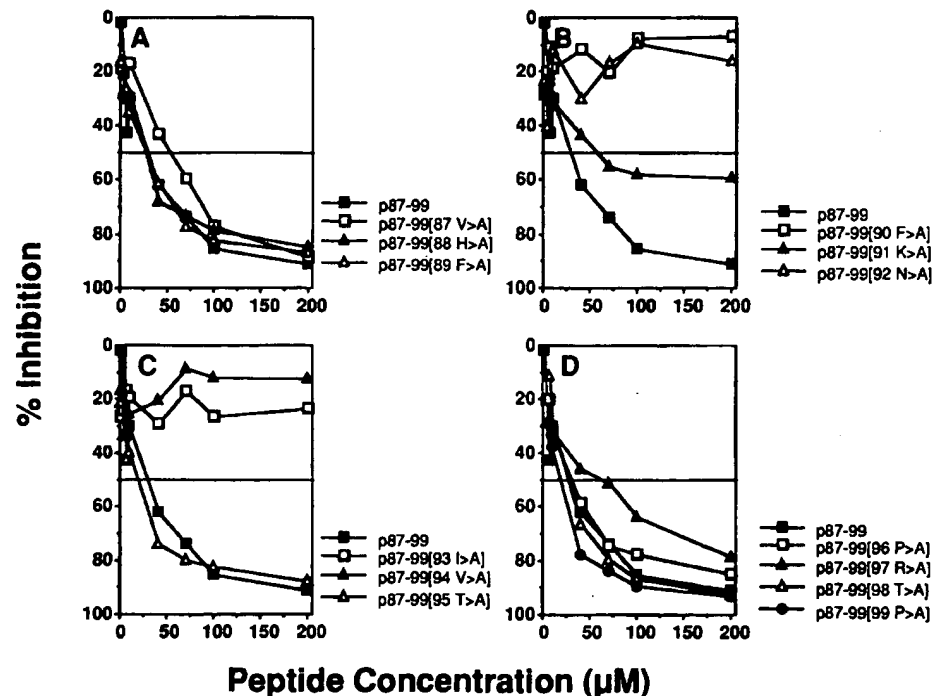 % Inhibition
A
0
20
40
60
80
100
0 50 100 150 200
p87-99
p87-99[87 V>A]
p87-99[88 H>A]
p87-99[89 F>A]
B
0
20
40
60
80
100
0 50 100 150 200
p87-99
p87-99[90 F>A]
p87-99[91 K>A]
p87-99[92 N>A]
C
0
20
40
60
80
100
0 50 100 150 200
p87-99
p87-99[93 I>A]
p87-99[94 V>A]
p87-99[95 T>A]
D
0
20
40
60
80
100
0 50 100 150 200
p87-99
p87-99[96 P>A]
p87-99[97 R>A]
p87-99[98 T>A]
p87-99[99 P>A]
Peptide Concentration (µM)